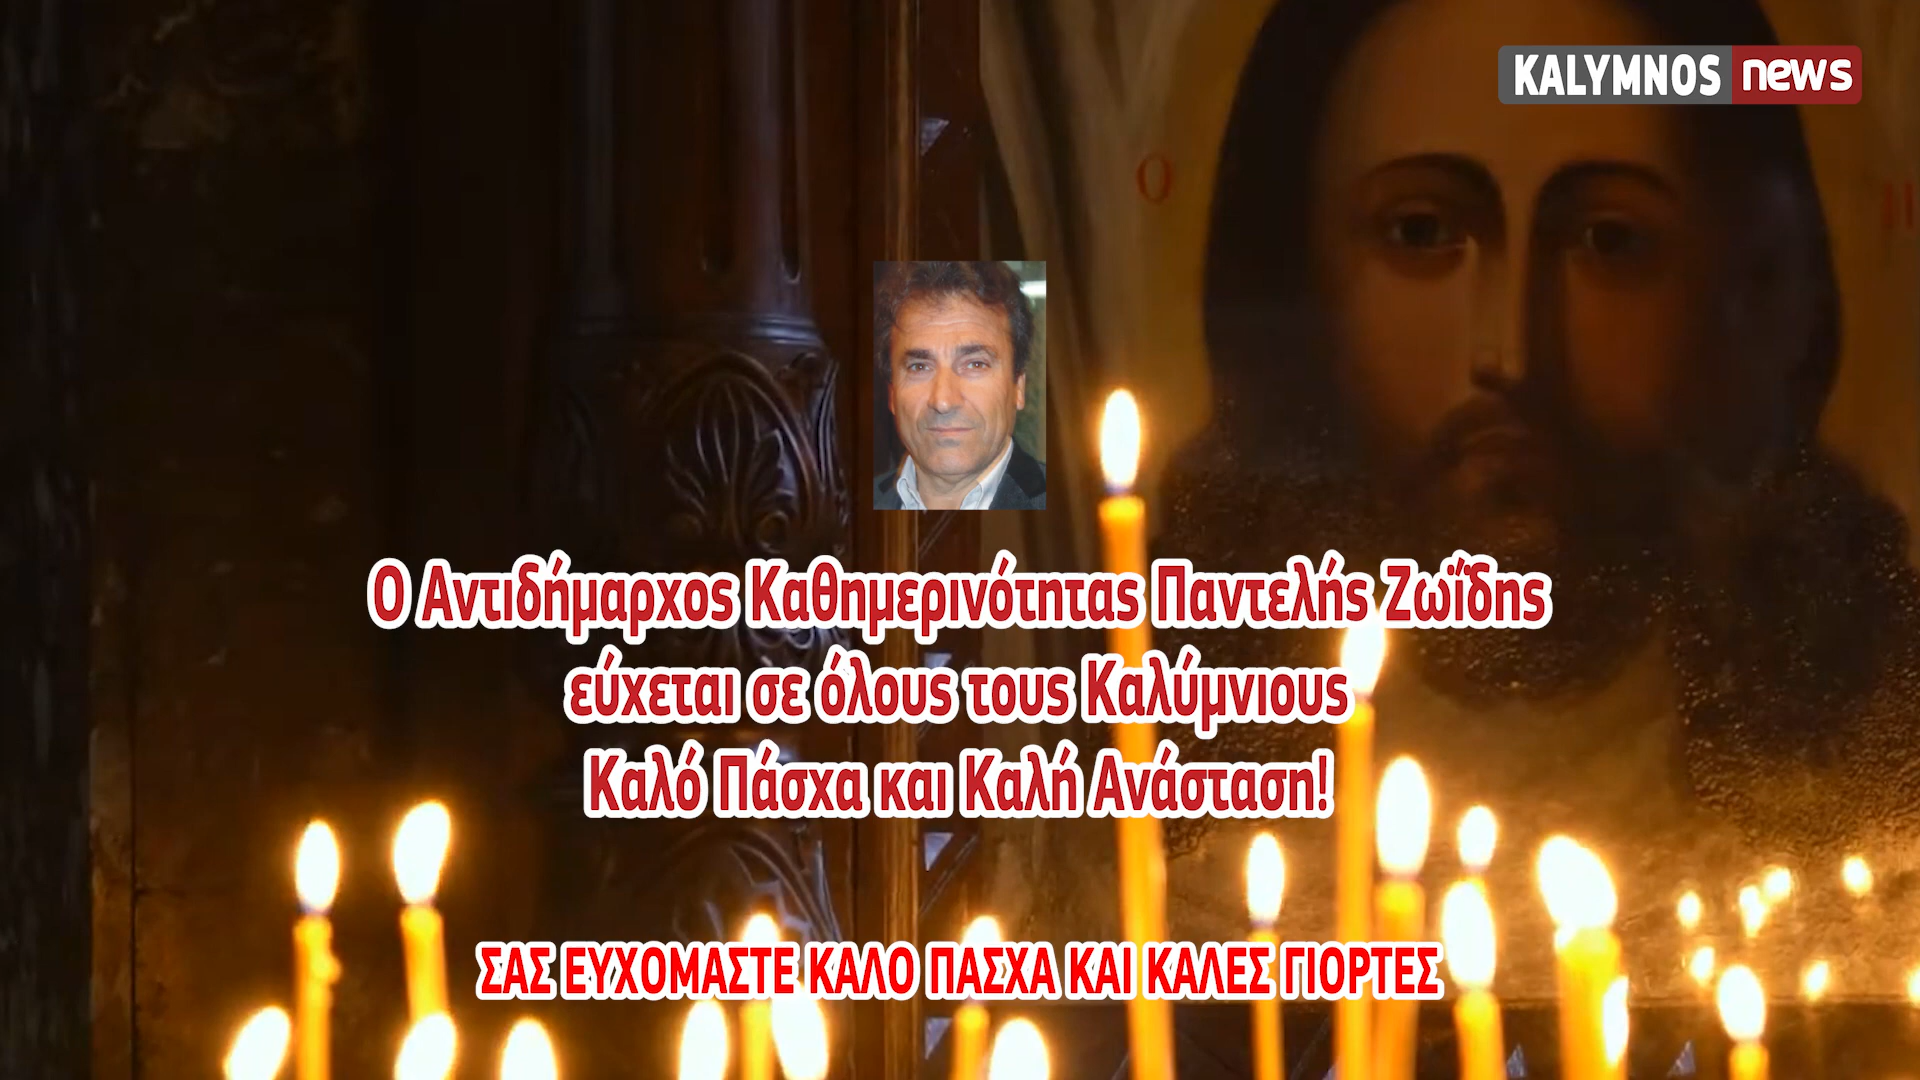 KALYMNOS news
Ο
Ο Αντιδήμαρχος Καθημερινότητας Παντελής Ζωΐδης
εύχεται σε όλους τους Καλύμνιους
Καλό Πάσχα και Καλή Ανάσταση!
ΣΑΣ ΕΥΧΟΜΑΣΤΕ ΚΑΛΟ ΠΑΣΧΑ ΚΑΙ ΚΑΛΕΣ ΓΙΟΡΤΕΣ